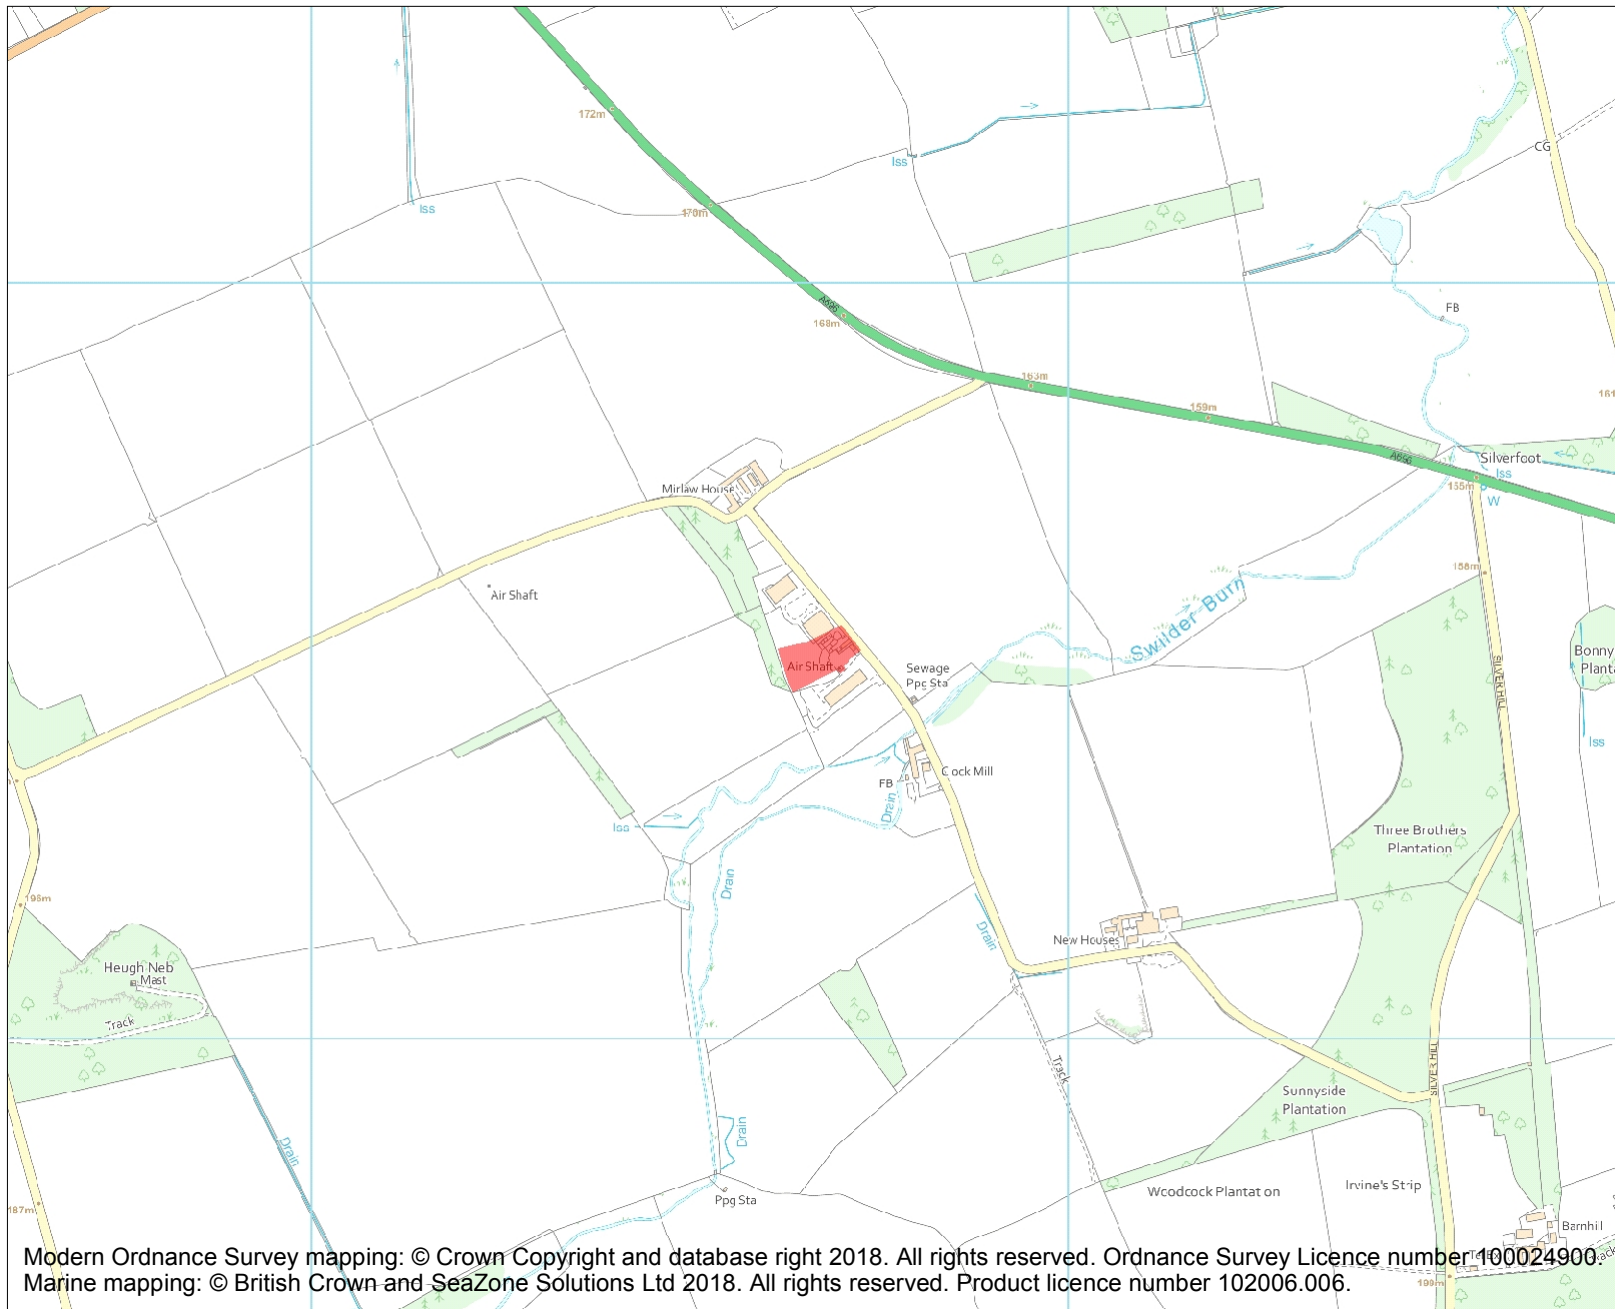 172m
Iss
Iss
170m
CG
A696
168m
FB
163m
159m
161
A696
Silverfoot
Iss
155m
W
Mirlaw House
158m
Air Shaft
Swilder Burn
Air Shaft
Sewage
Ppg Sta
Bonny
Planta
SILVER HILL
Iss
Cock Mill
FB
Drain
Iss
Three Brothers
Plantation
Drain
196m
Drain
New Houses
Heugh Neb
Mast
Track
Track
SILVER HILL
Sunnyside
Plantation
Drain
Drain
Woodcock Plantation
Irvine's Strip
Ppg Sta
187m
Barnhill
Track
Modern Ordnance Survey mapping: © Crown Copyright and database right 2018. All rights reserved. Ordnance Survey Licence number 100024900.
Marine mapping: © British Crown and SeaZone Solutions Ltd 2018. All rights reserved. Product licence number 102006.006.